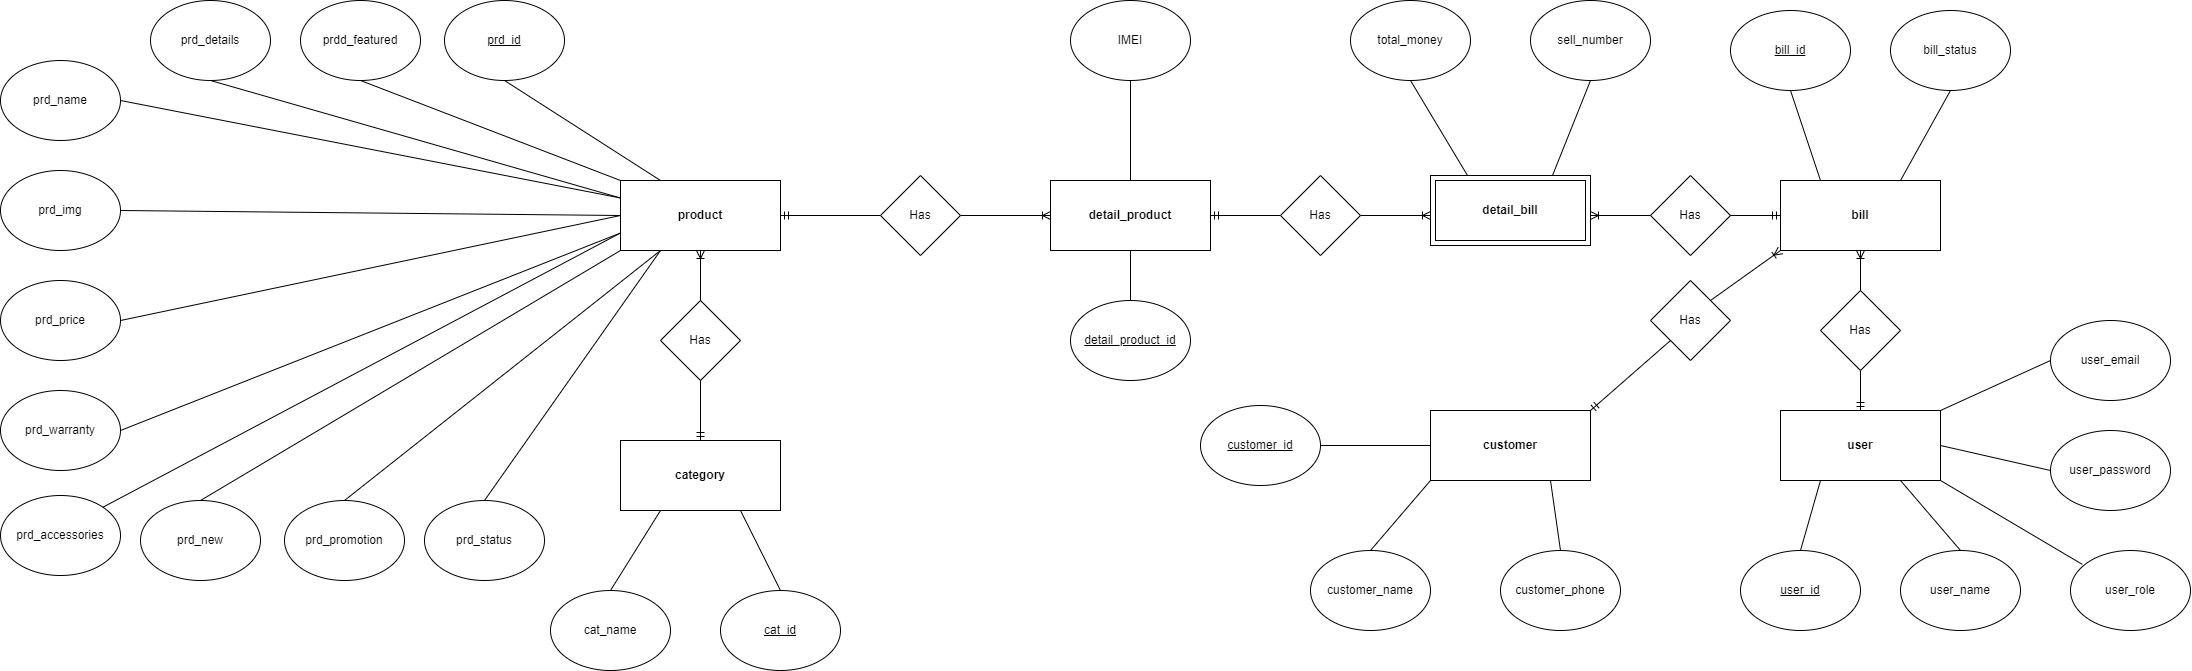 prd_details
prdd_featured
prd_id
IMEI
total_money
sell_number
bill_id
bill_status
prd_name
prd_img
product
Has
detail_product
Has
detail_bill
Has
bill
prd_price
Has
detail_product_id
Has
Has
user_email
prd_warranty
category
customer_id
customer
user
user_password
prd_accessories
prd_new
prd_promotion
prd_status
cat_name
cat_id
customer_name
customer_phone
user_id
user_name
user_role